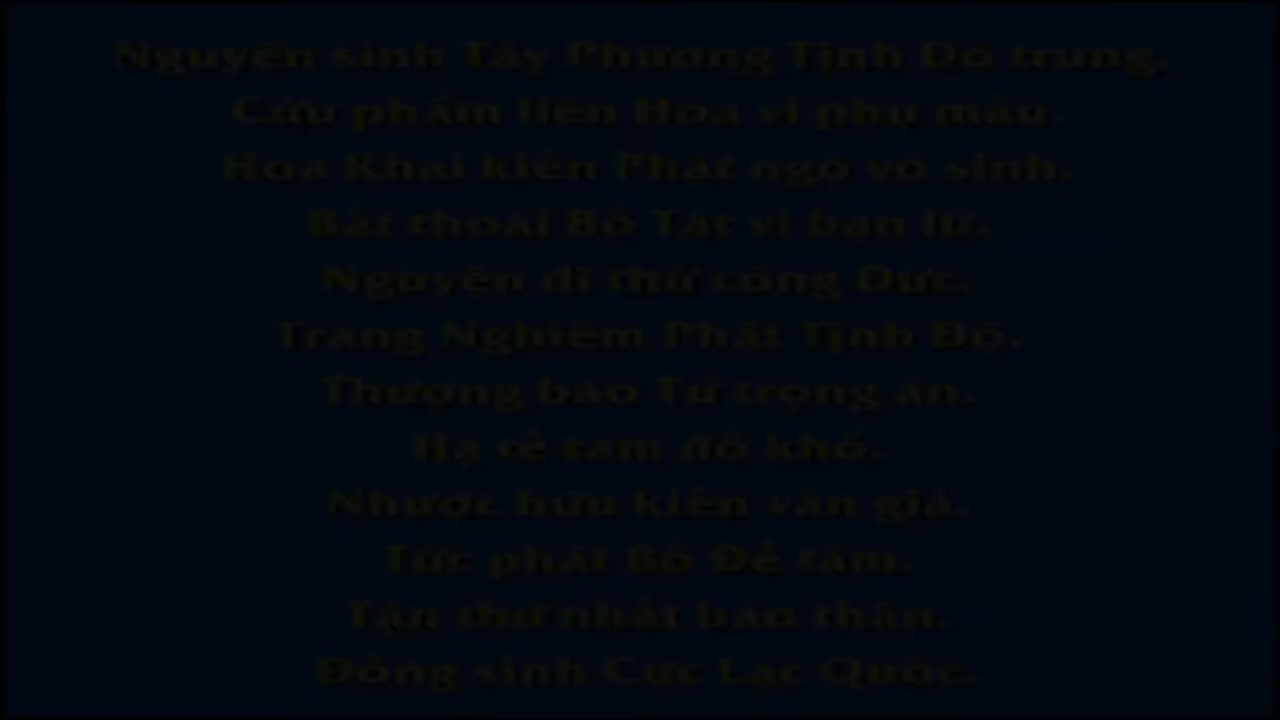 Nguyện sinh Tây Phương Tịnh Độ trung.
Cửu phẩm liên Hoa vi phụ mẫu.
Hoa Khai kiến Phật ngộ vô sinh.
Bất thoái Bồ Tát vi bạn lữ.
Nguyện dĩ thử công Đức.
Trang Nghiêm Phật Tịnh Độ.
Thượng báo Tứ trọng ân.
Hạ tế tam đồ khổ.
Nhược hữu kiến văn giả.
Tức phát Bồ Đề tâm.
Tận thử nhất báo thân.
Đồng sinh Cực Lạc Quốc.